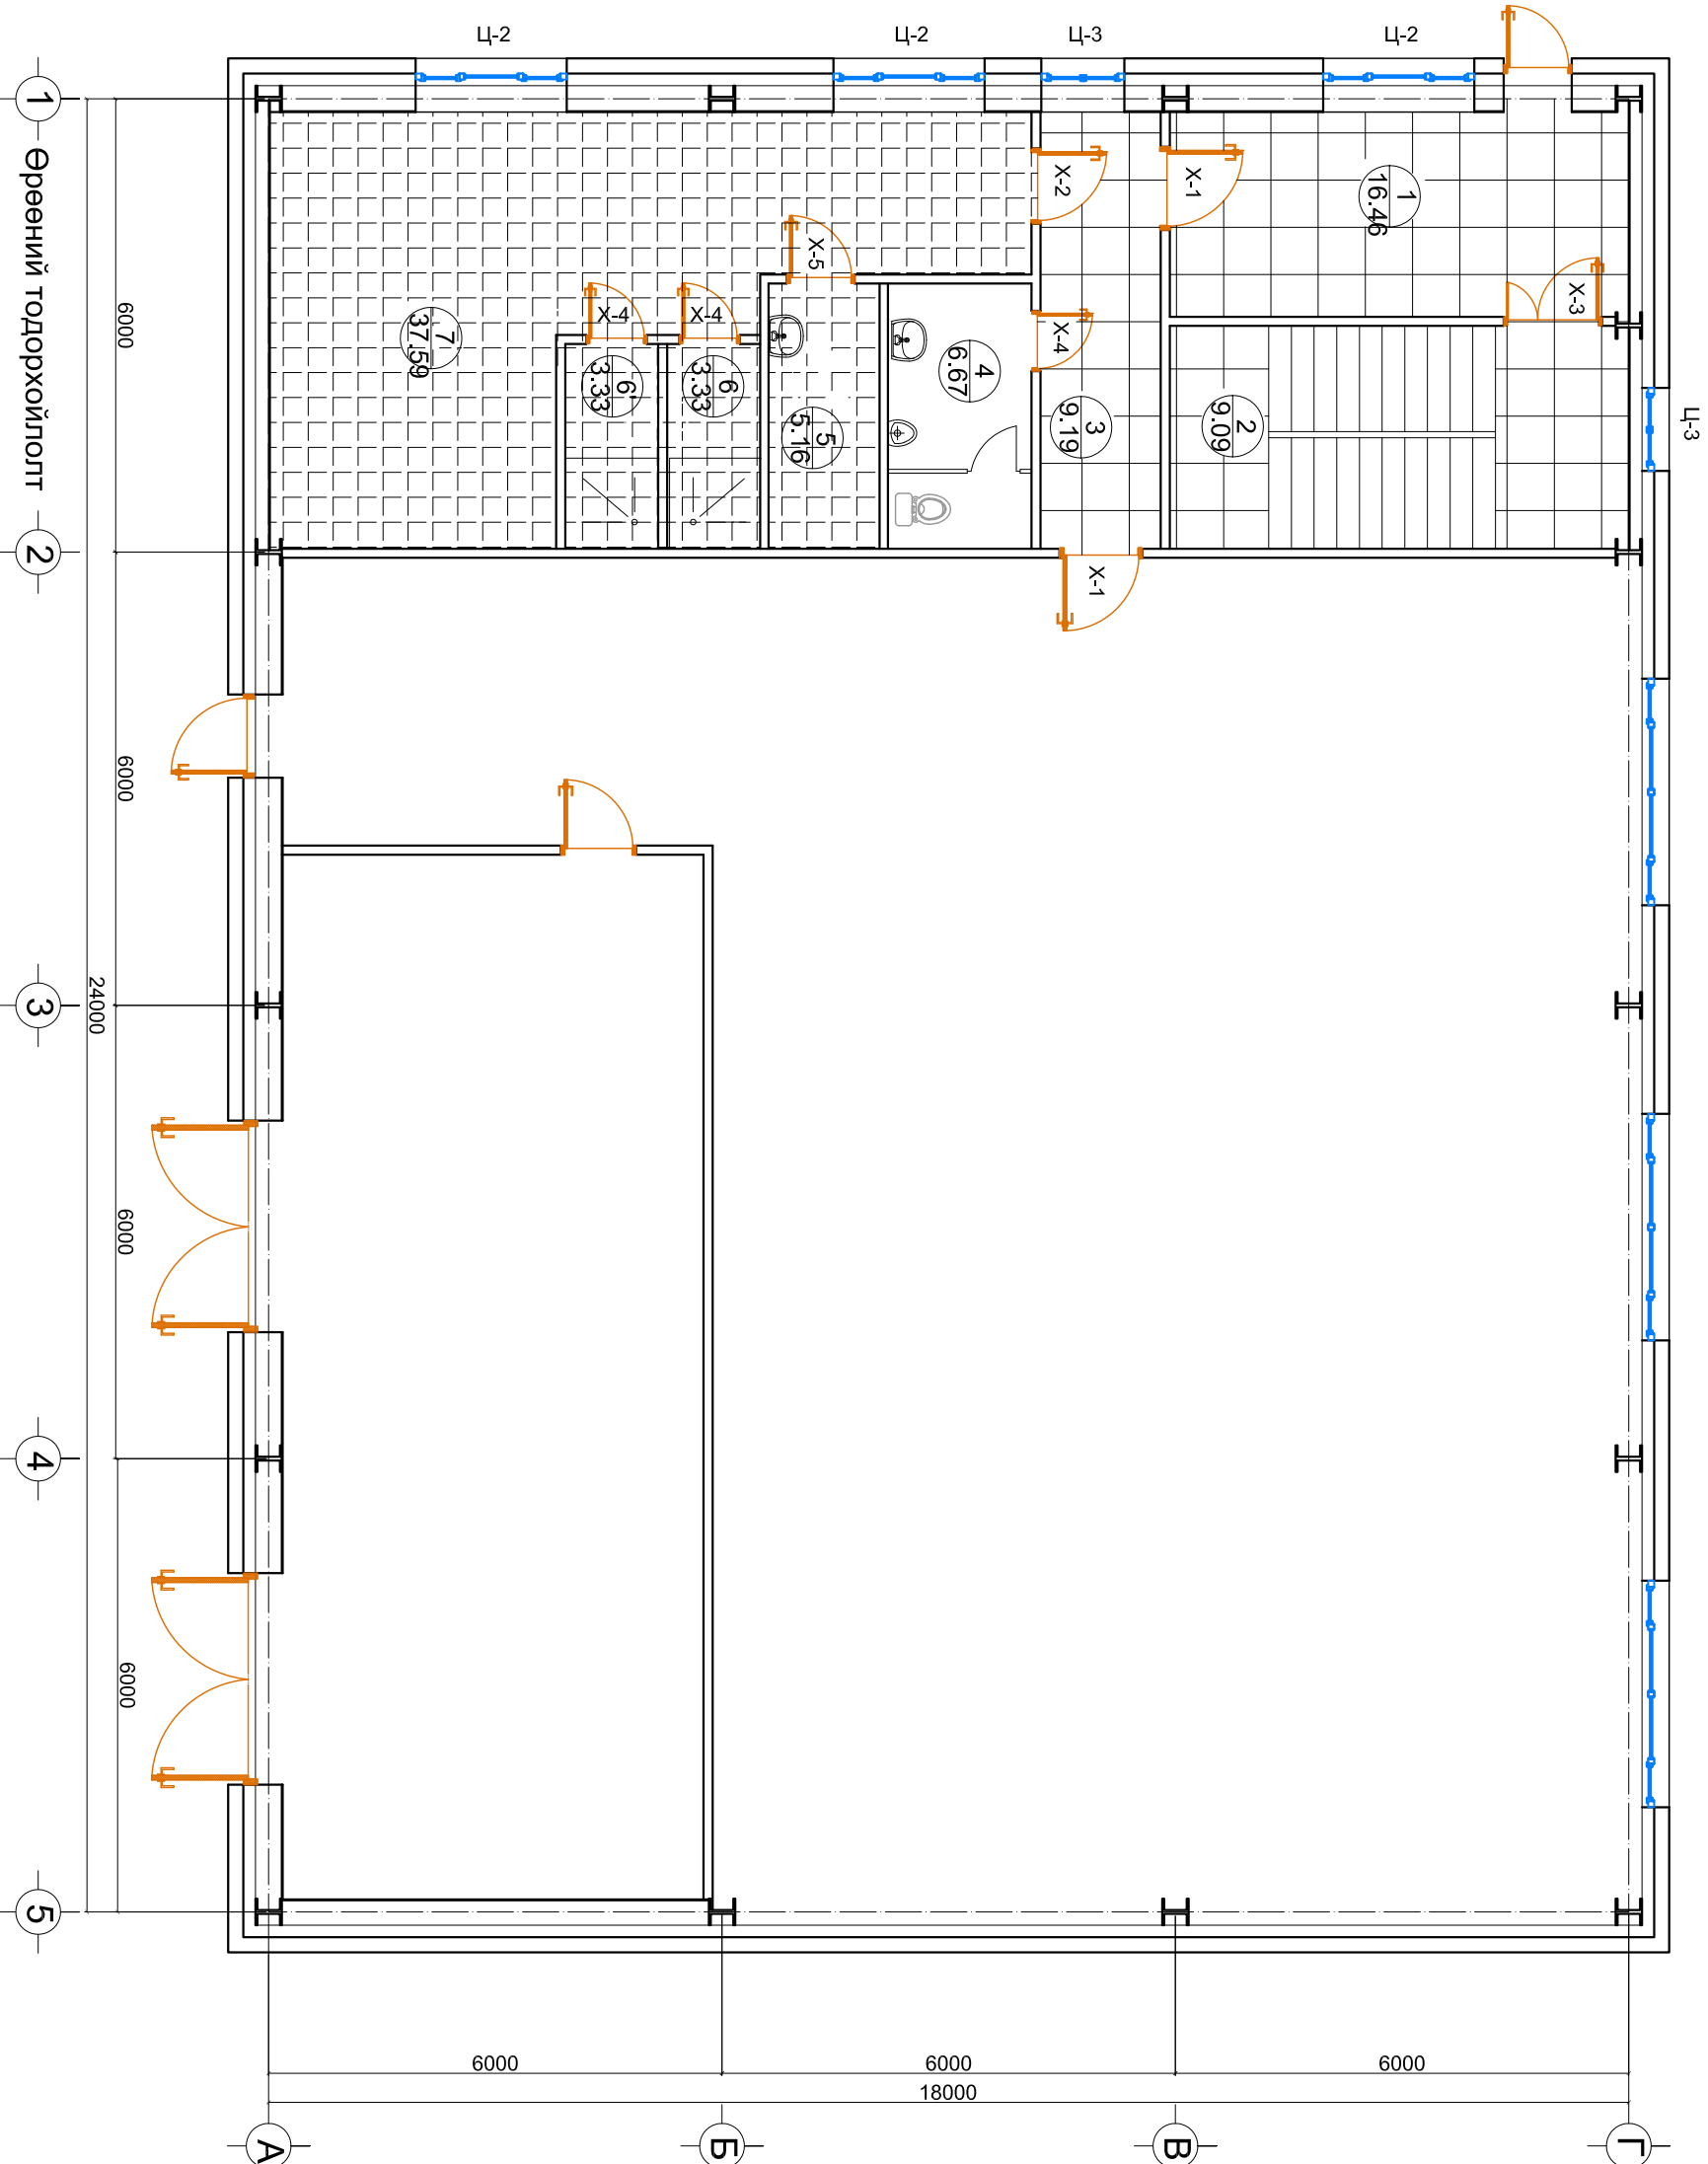 Ц-2
Ц-2
Ц-3
Ц-2
Ц-3
1
2
3
4
5
Өрөөний тодорхойлолт
6000
6000
6000
6000
24000
1
16.46
2
9.09
3
9.19
4
6.67
5
5.16
6
3.33
6'
3.33
7
37.59
Х-2
Х-1
Х-3
Х-5
Х-4
Х-4
Х-4
Х-1
6000
6000
6000
18000
А
Б
В
Г